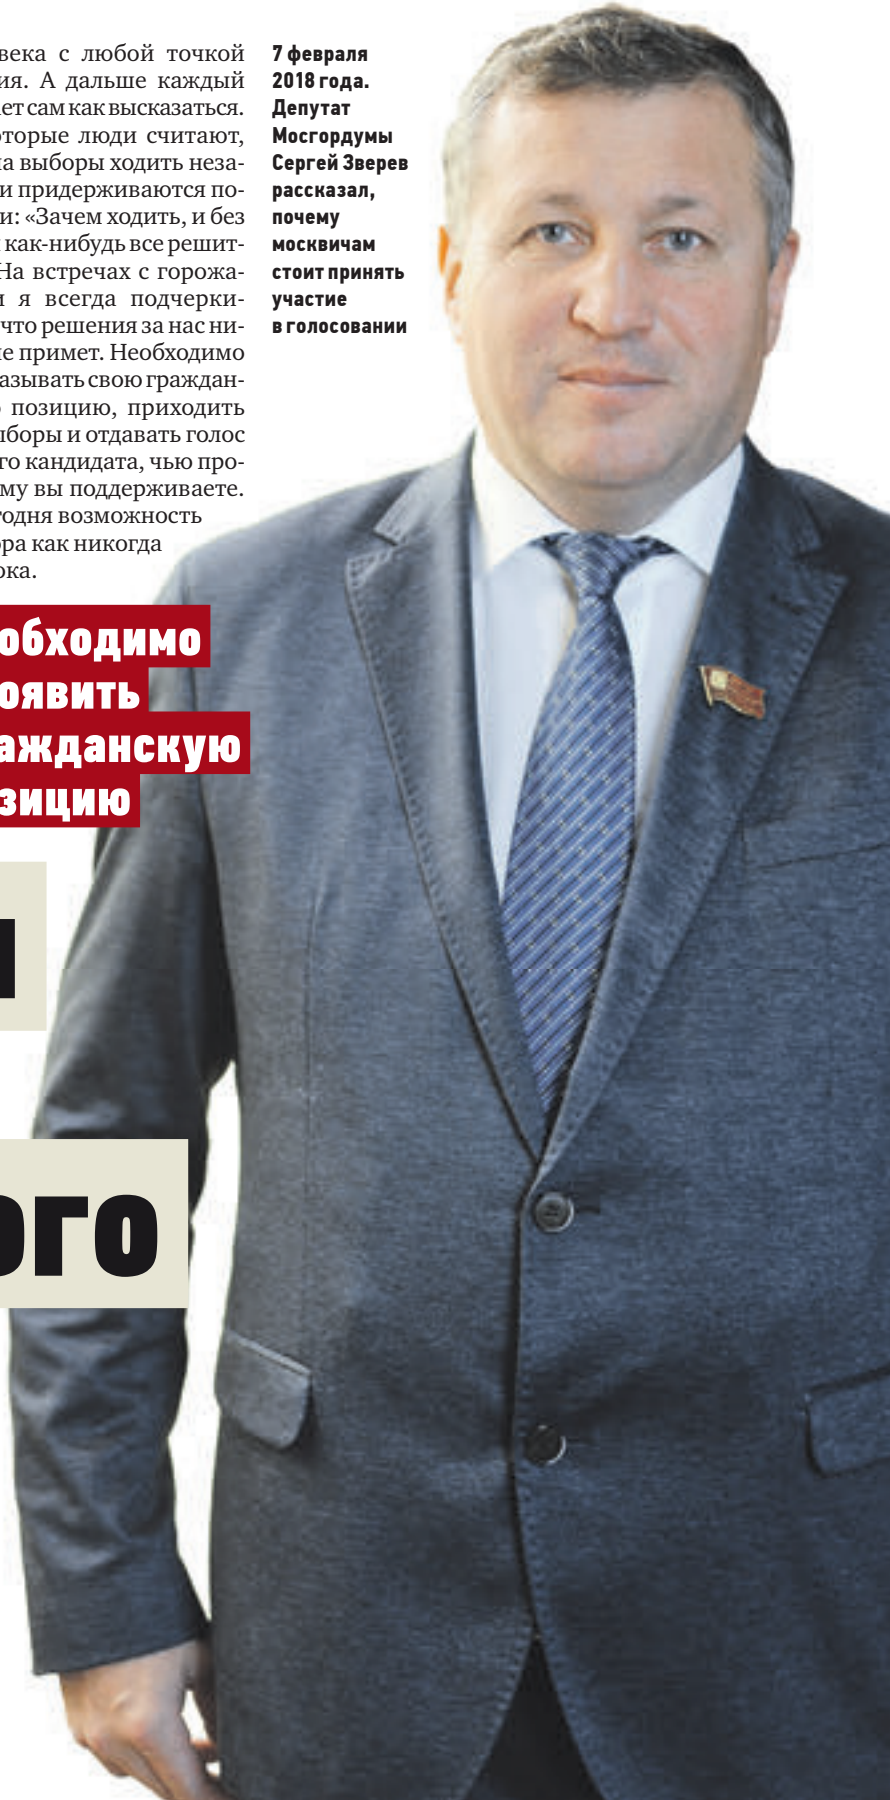 века с любой точкой
ия. А дальше каждый
ет сам как высказаться.
оторые люди считают,
на выборы ходить неза-
и придерживаются по-
и: «Зачем ходить, и без
как-нибудь все решит-
На встречах с горожа-
и я всегда подчерки-
что решения за нас ни-
не примет. Необходимо
азывать свою граждан-
ю позицию, приходить
ыборы и отдавать голос
го кандидата, чью про-
му вы поддерживаете.
годня возможность
ора как никогда
ока.
7 февраля
2018 года.
Депутат
Мосгордумы
Сергей Зверев
рассказал,
почему
москвичам
стоит принять
участие
в голосовании
обходимо
оявить
ажданскую
зицию
ого